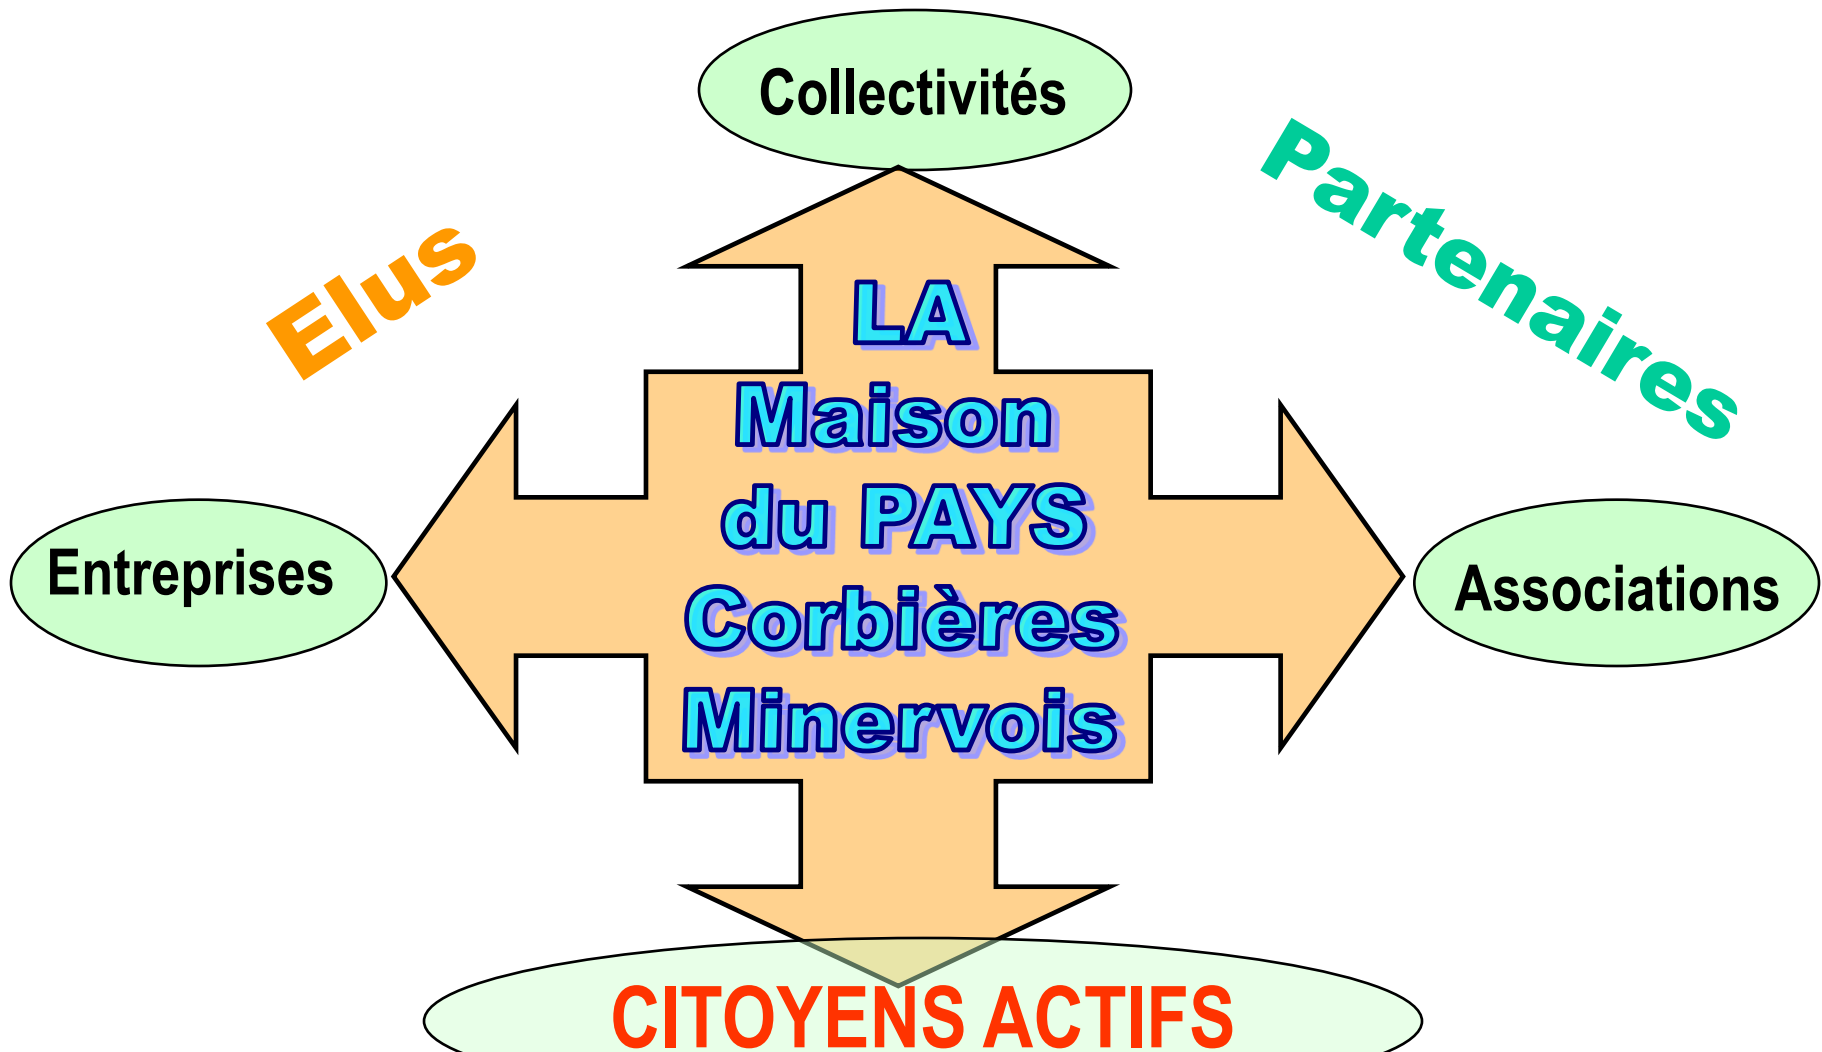 Collectivités
Partenaires
Elus
LA
Maison
du PAYS
Corbières
Minervois
Entreprises
Associations
CITOYENS ACTIFS